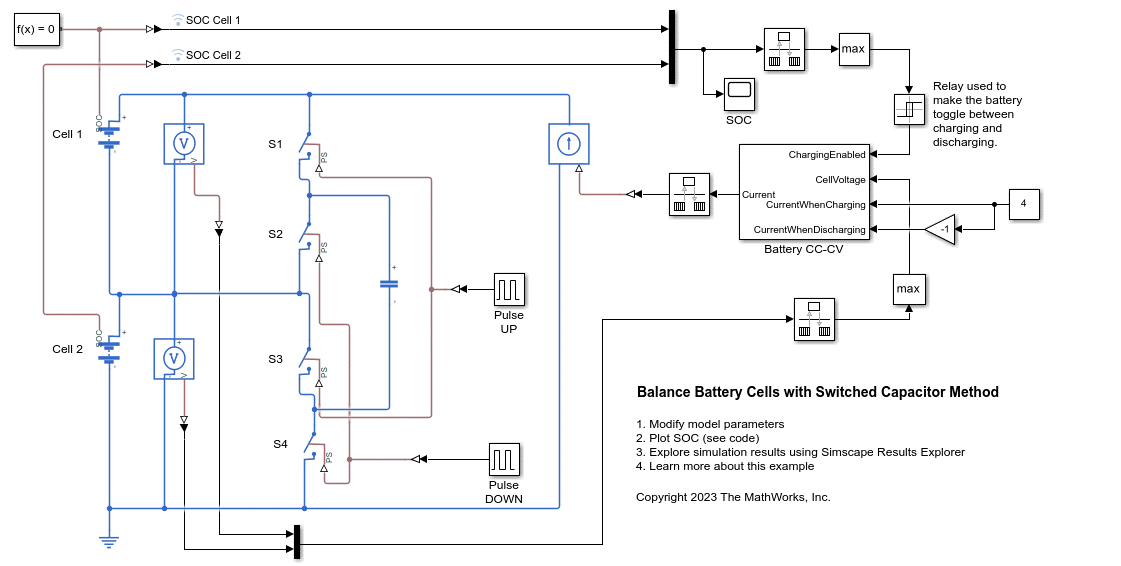 f(x) = 0
SOC Cell 1
SOC Cell 2
max
SOC
Relay used to
make the battery
toggle between
charging and
discharging.
SOC
Cell 1
+
-
V
+
-
V
S1
PS
ChargingEnabled
CellVoltage
Current
CurrentWhenCharging
CurrentWhenDischarging
Battery CC-CV
4
-1
S2
PS
+
-
Pulse
UP
max
SOC
Cell 2
+
-
V
+
-
V
S3
PS
S4
PS
Pulse
DOWN
Balance Battery Cells with Switched Capacitor Method
1. Modify model parameters
2. Plot SOC (see code)
3. Explore simulation results using Simscape Results Explorer
4. Learn more about this example
Copyright 2023 The MathWorks, Inc.